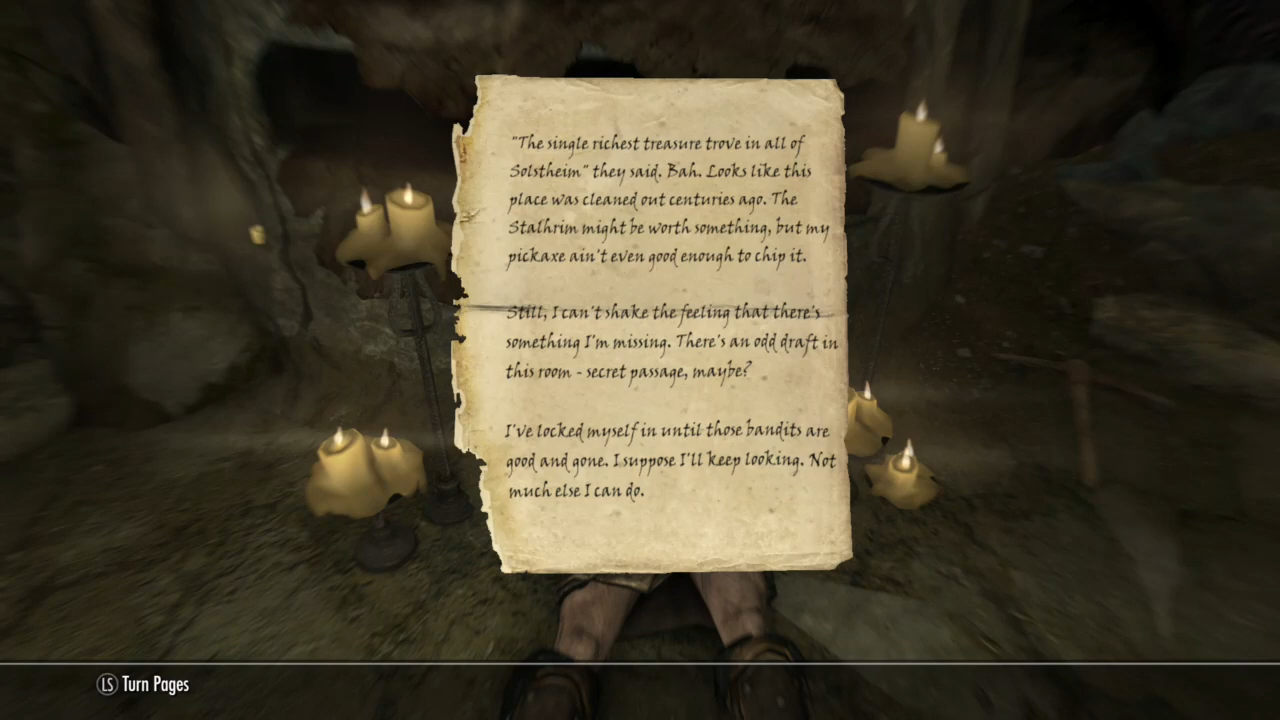 "The single richest treasure trove in all of
Solstheim" they said. Bah. Looks like this
place was cleaned out centuries ago. The
Stalhrim might be worth something, but my
pickaxe ain't even good enough to chip it.
Still, I can't shake the feeling that there's
something I'm missing. There's an odd draft in
this room - secret passage, maybe?
I've locked myself in until those bandits are
good and gone. I suppose I'll keep looking. Not
much else I can do.
LS Turn Pages